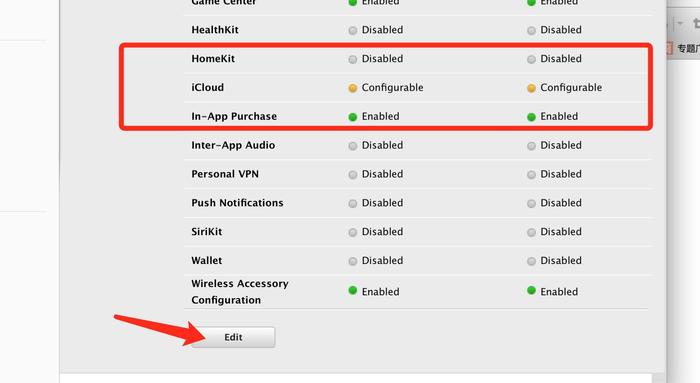 Game Center Enabled Enabled
HealthKit Disabled Disabled
HomeKit Disabled Disabled
iCloud Configurable Configurable
In-App Purchase Enabled Enabled
Inter-App Audio Disabled Disabled
Personal VPN Disabled Disabled
Push Notifications Disabled Disabled
SiriKit Disabled Disabled
Wallet Disabled Disabled
Wireless Accessory
Configuration Enabled Enabled
Edit
专题广